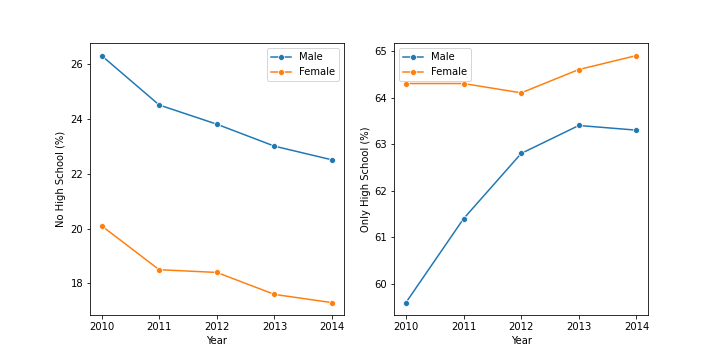 No High School (%)
26
24
22
20
18
Male
Female
2010 2011 2012 2013 2014
Year
Only High School (%)
65
64
63
62
61
60
Male
Female
2010 2011 2012 2013 2014
Year